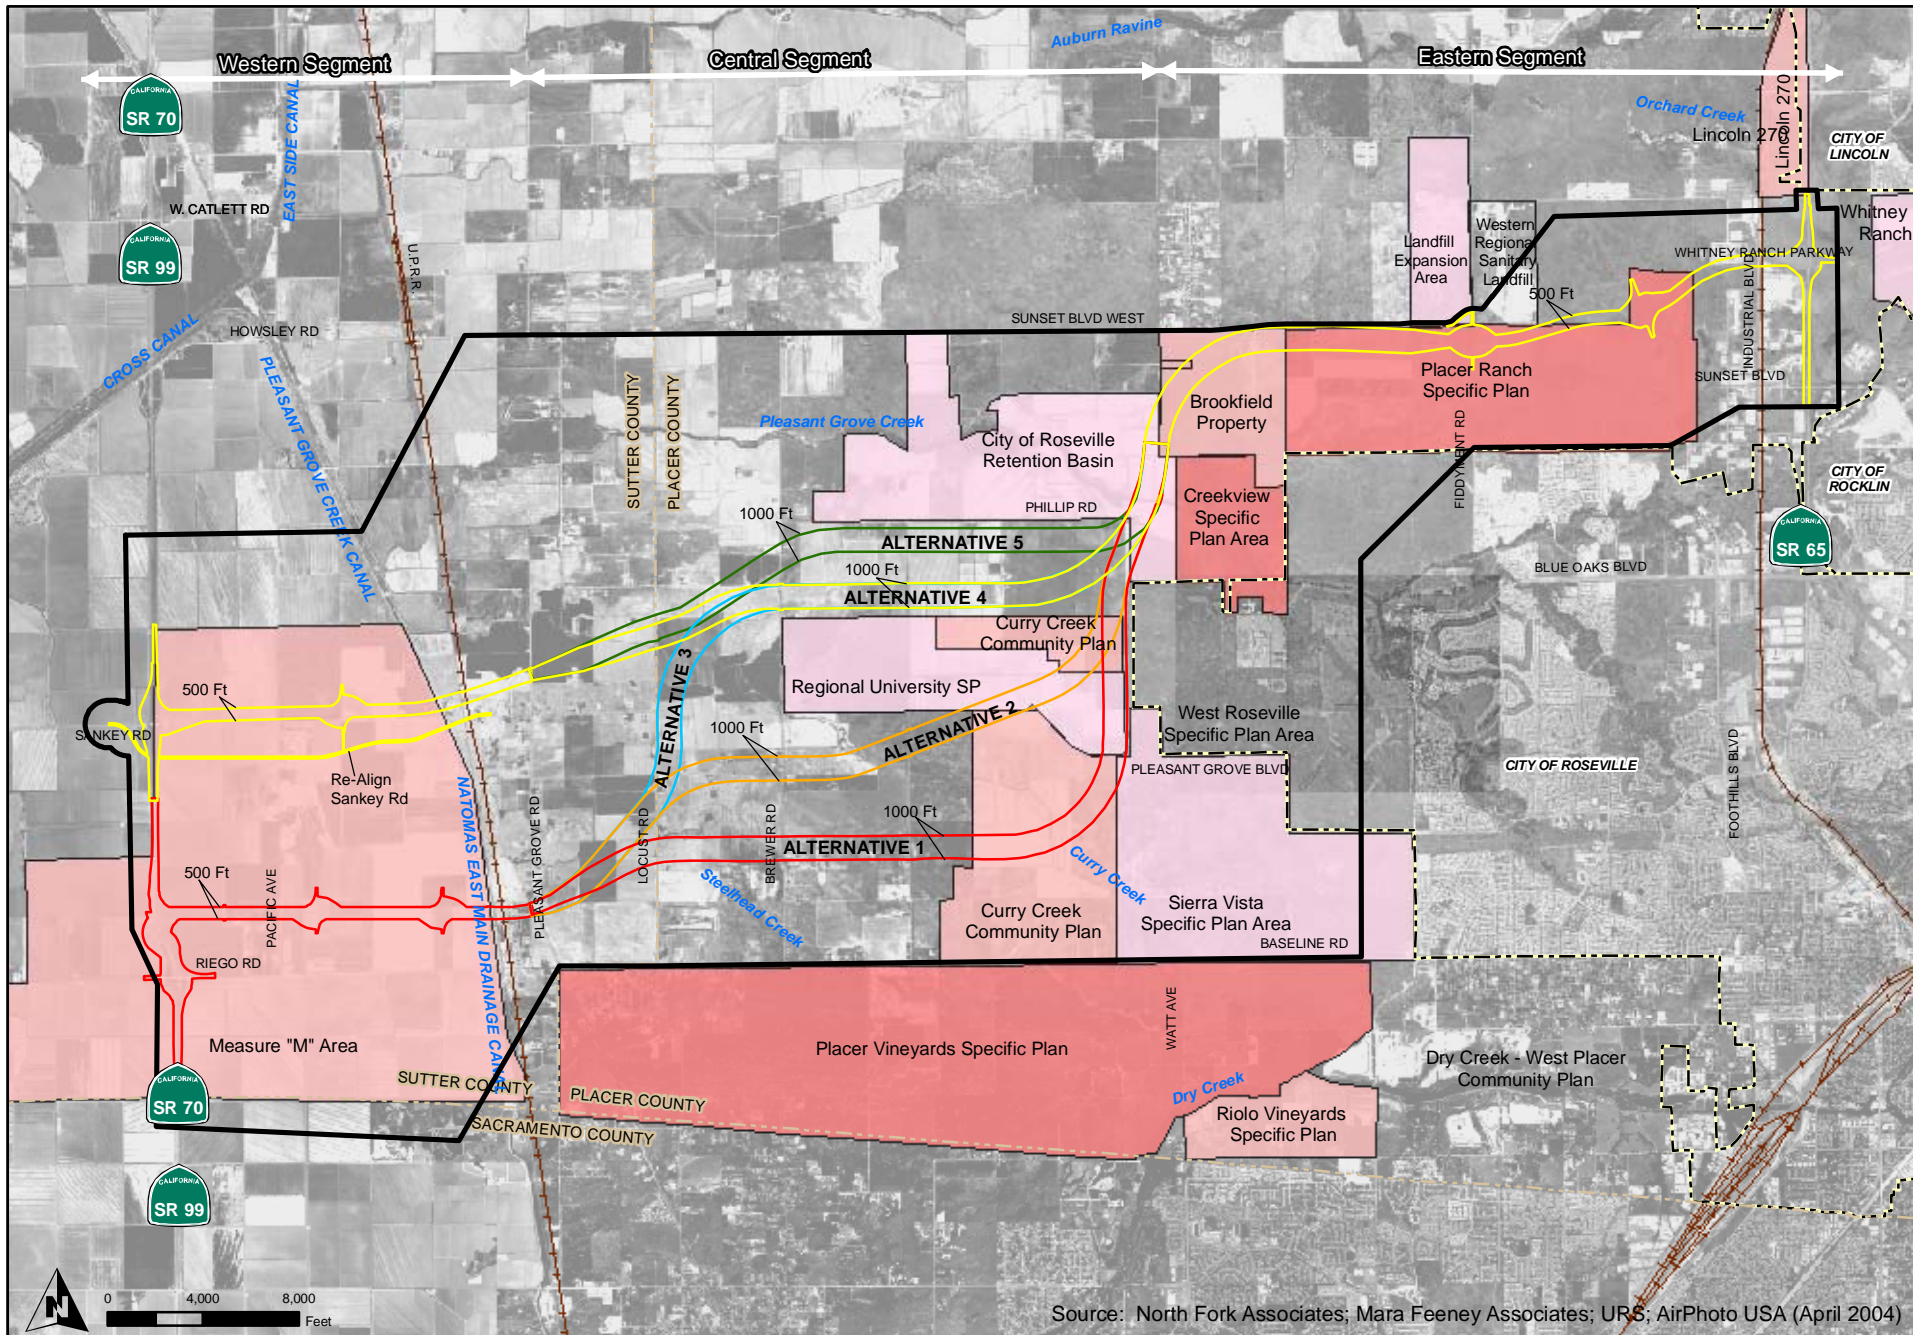 Western Segment
Central Segment
Eastern Segment
Auburn Ravine
CALIFORNIA
SR 70
EAST SIDE CANAL
Orchard Creek
Lincoln 270
Lincoln 270
CITY OF
LINCOLN
W. CATLETT RD
CALIFORNIA
SR 99
U.P.R.R.
Landfill
Expansion
Area
Western
Regional
Sanitary
Landfill
Whitney
Ranch
WHITNEY RANCH PARKWAY
INDUSTRIAL BLVD
500 Ft
HOWSLEY RD
CROSS CANAL
PLEASANT GROVE CREEK CANAL
SUNSET BLVD WEST
SUTTER COUNTY
PLACER COUNTY
Pleasant Grove Creek
Placer Ranch
Specific Plan
SUNSET BLVD
Brookfield
Property
FIDDYMENT RD
City of Roseville
Retention Basin
CITY OF
ROCKLIN
Creekview
Specific
Plan Area
PHILLIP RD
1000 Ft
ALTERNATIVE 5
CALIFORNIA
SR 65
BLUE OAKS BLVD
1000 Ft
ALTERNATIVE 4
Curry Creek
Community Plan
ALTERNATIVE 3
Regional University SP
500 Ft
SANKEY RD
1000 Ft
ALTERNATIVE 2
West Roseville
Specific Plan Area
CITY OF ROSEVILLE
PLEASANT GROVE BLVD
FOOTHILLS BLVD
Re-Align
Sankey Rd
NATOMAS EAST MAIN DRAINAGE CANAL
PLEASANT GROVE RD
LOCUST RD
BREWER RD
1000 Ft
ALTERNATIVE 1
500 Ft
PACIFIC AVE
Steelhead Creek
Curry Creek
Curry Creek
Community Plan
Sierra Vista
Specific Plan Area
BASELINE RD
RIEGO RD
WATT AVE
Measure "M" Area
Placer Vineyards Specific Plan
Dry Creek - West Placer
Community Plan
SUTTER COUNTY
PLACER COUNTY
SACRAMENTO COUNTY
Dry Creek
Riolo Vineyards
Specific Plan
CALIFORNIA
SR 70
CALIFORNIA
SR 99
N
0 4,000 8,000
Feet
Source: North Fork Associates; Mara Feeney Associates; URS; AirPhoto USA (April 2004)